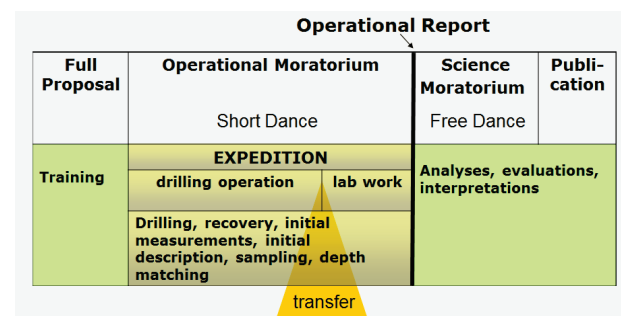 Operational Report
Full
Proposal
Operational Moratorium
Short Dance
Science
Moratorium
Free Dance
Publi-
cation
Training
EXPEDITION
drilling operation
lab work
Drilling, recovery, initial
measurements, initial
description, sampling, depth
matching
Analyses, evaluations,
interpretations
transfer